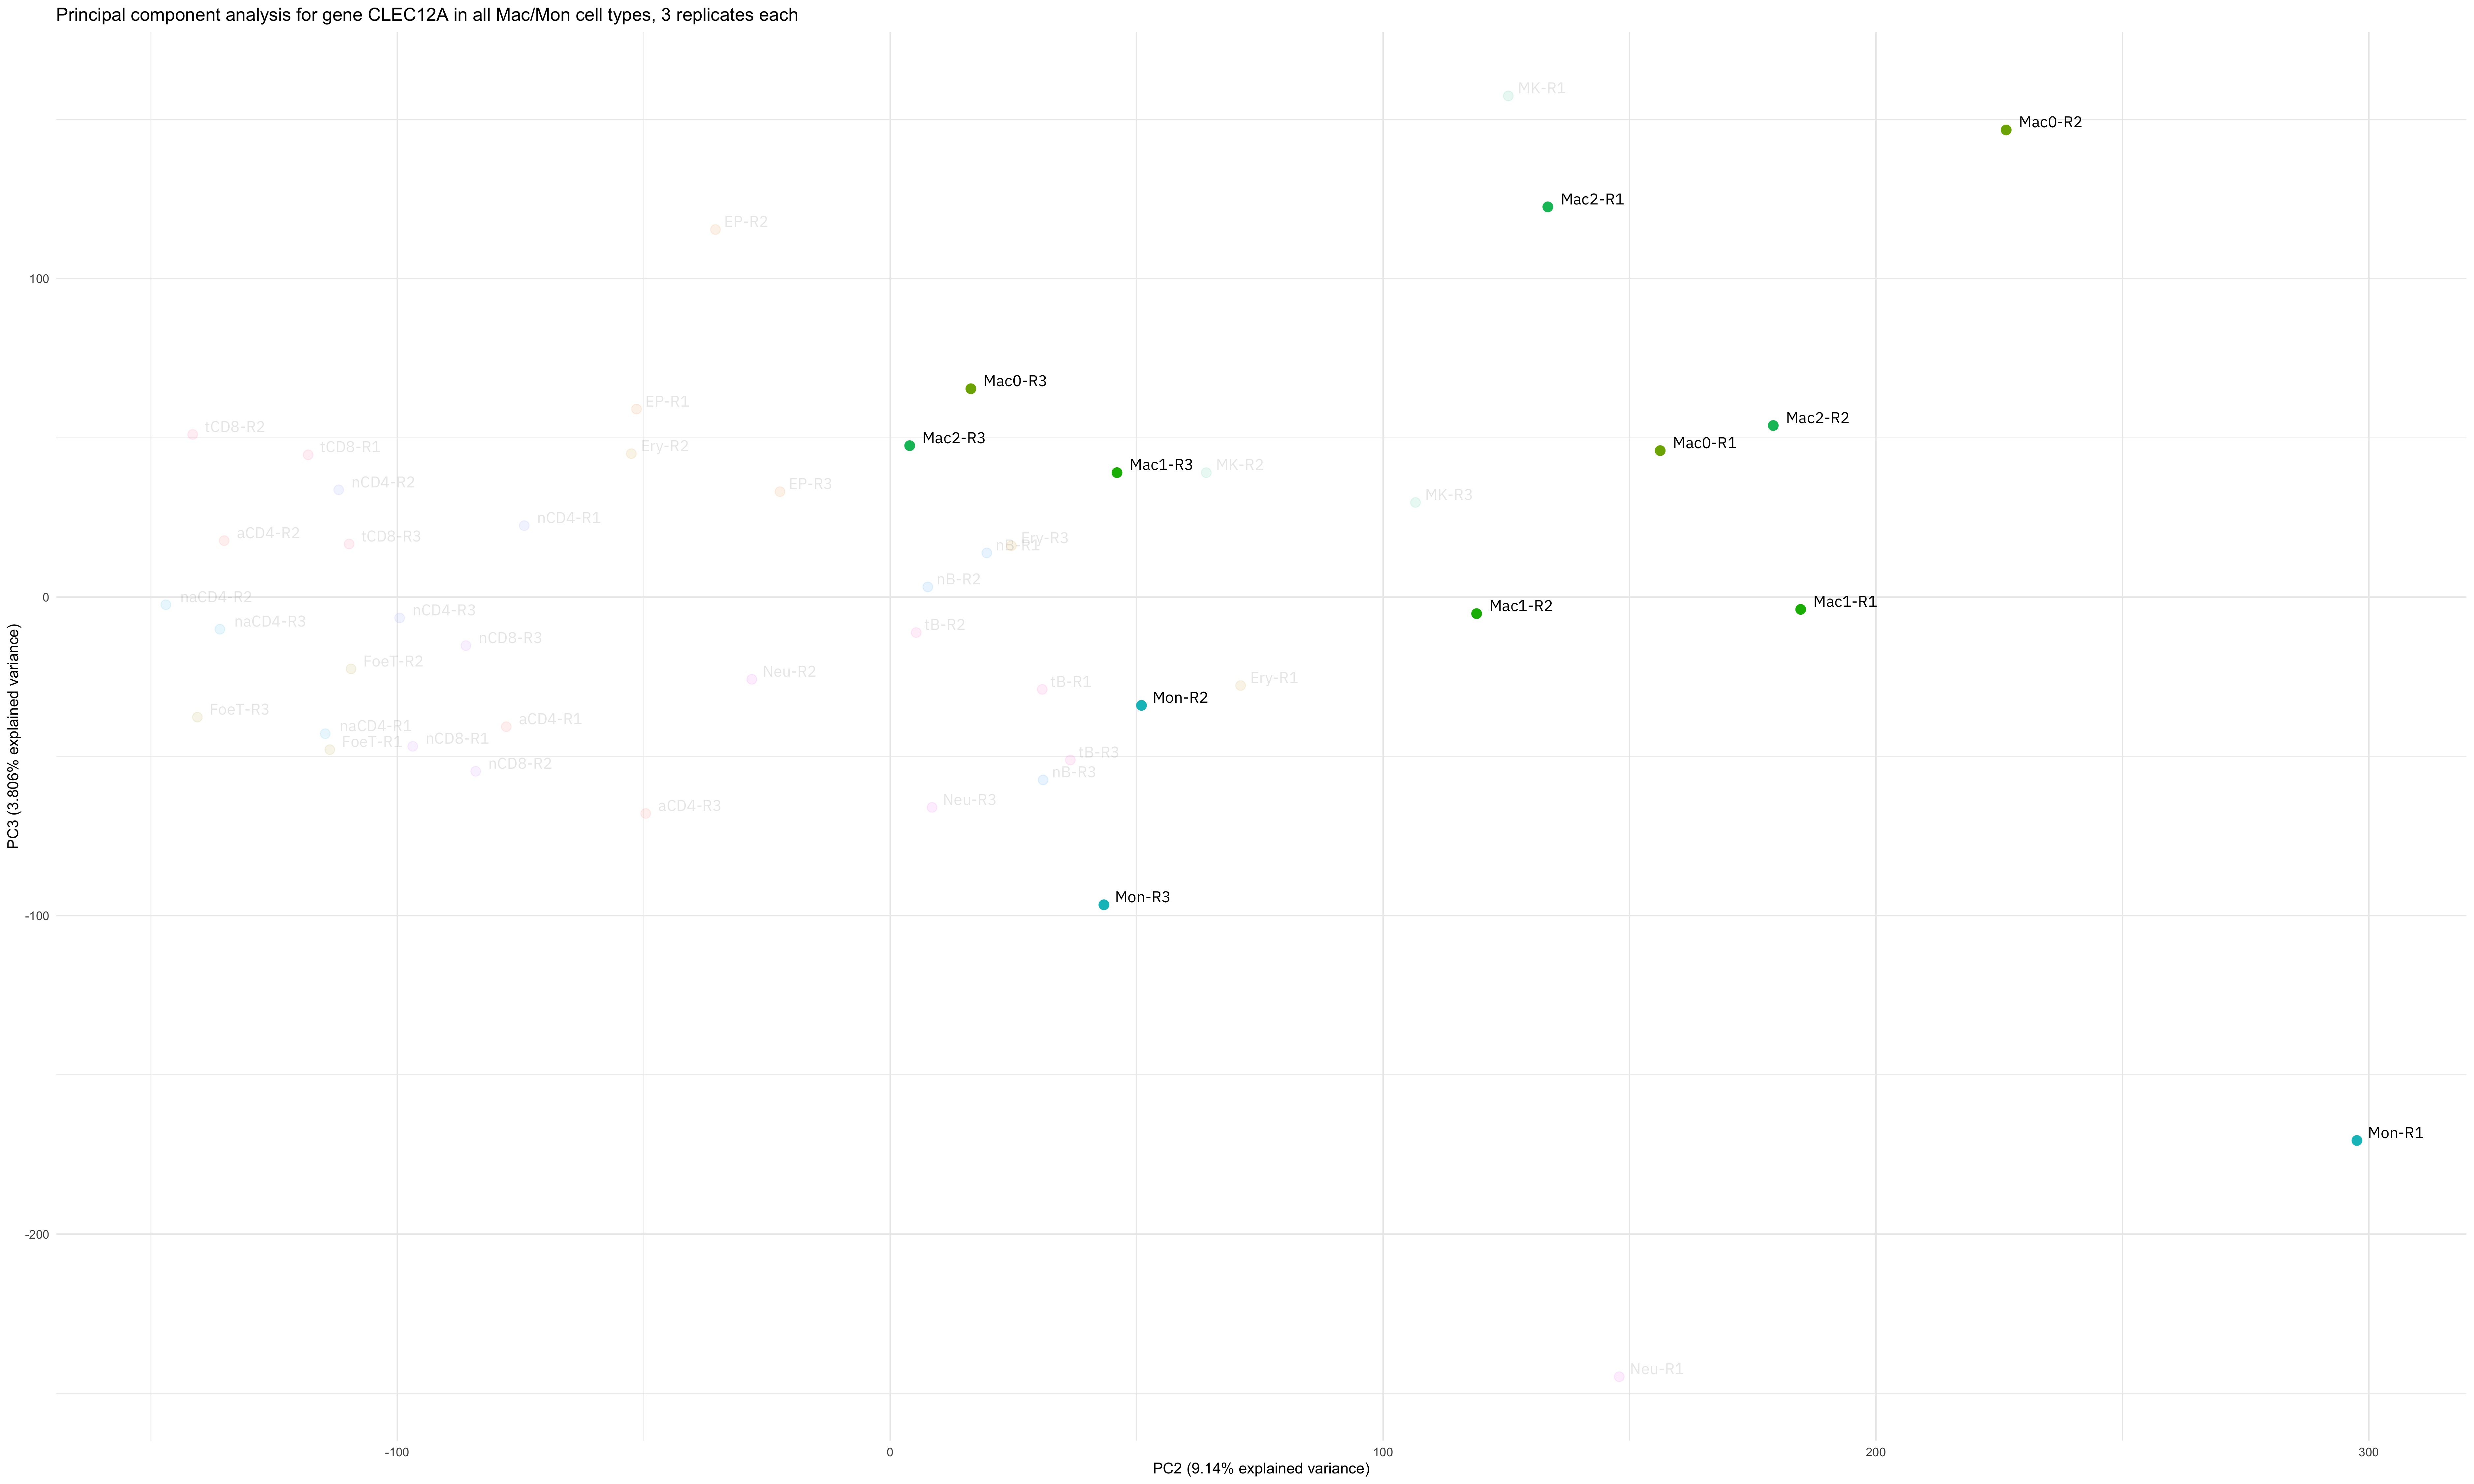 Principal component analysis for gene CLEC12A in all Mac/Mon cell types, 3 replicates each
MK-R1
Mac0-R2
Mac2-R1
EP-R2
100
Mac0-R3
EP-R1
Mac2-R2
tCD8-R2
Mac2-R3
Mac0-R1
tCD8-R1
Ery-R2
Mac1-R3
MK-R2
nCD4-R2
EP-R3
MK-R3
nCD4-R1
aCD4-R2
tCD8-R3
Ery-R3
nB-R1
nB-R2
0
naCD4-R2
Mac1-R2
Mac1-R1
nCD4-R3
naCD4-R3
tB-R2
nCD8-R3
FoeT-R2
Neu-R2
tB-R1
Ery-R1
Mon-R2
FoeT-R3
naCD4-R1
aCD4-R1
FoeT-R1
nCD8-R1
tB-R3
nCD8-R2
nB-R3
aCD4-R3
Neu-R3
PC3 (3.806% explained variance)
Mon-R3
-100
Mon-R1
-200
Neu-R1
-100
0
100
200
300
PC2 (9.14% explained variance)